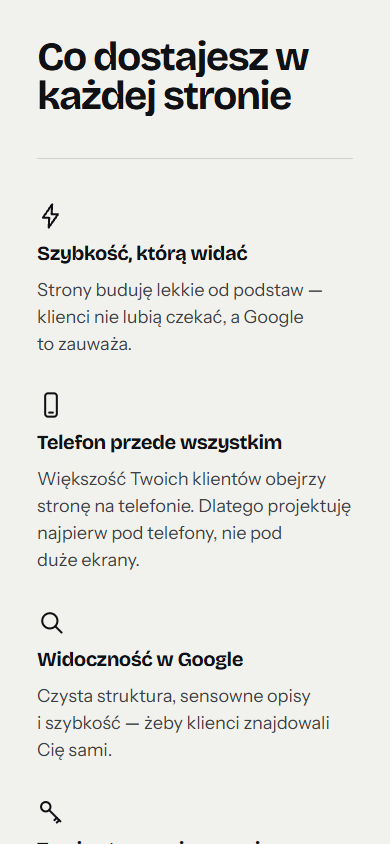 Co dostajesz w
każdej stronie
Szybkość, którą widać
Strony buduję lekkie od podstaw —
klienci nie lubią czekać, a Google
to zauważa.
Telefon przede wszystkim
Większość Twoich klientów obejrzy
stronę na telefonie. Dlatego projektuję
najpierw pod telefony, nie pod
duże ekrany.
Widoczność w Google
Czysta struktura, sensowne opisy
i szybkość — żeby klienci znajdowali
Cię sami.